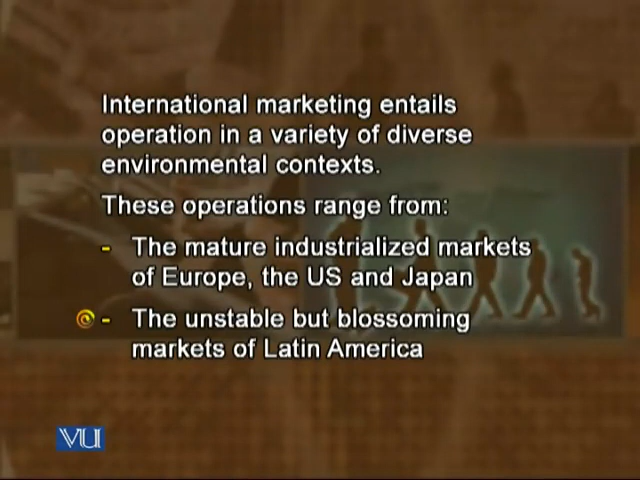 International marketing entails
operation in a variety of diverse
environmental contexts.
These operations range from:
- The mature industrialized markets
of Europe, the US and Japan
- The unstable but blossoming
markets of Latin America
VU